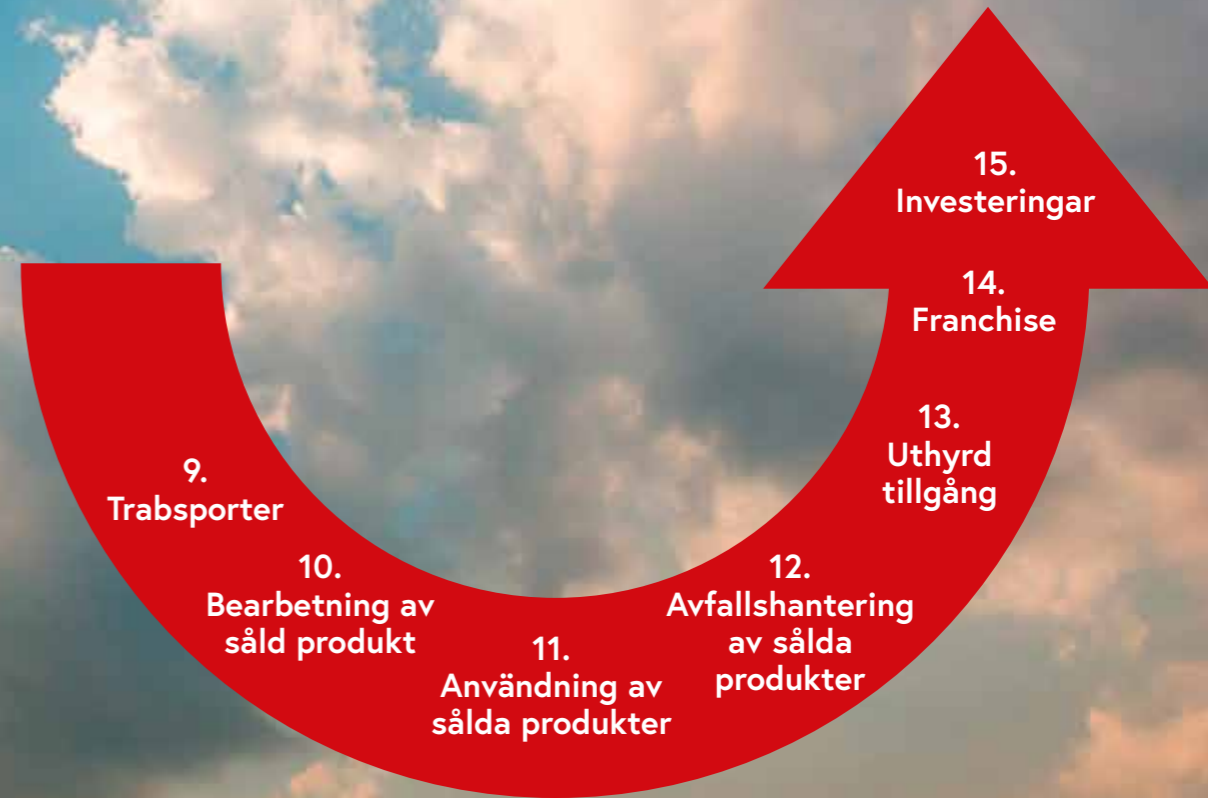 9.
Trabsporter
10.
Bearbetning av
såld produkt
11.
Användning av
sålda produkter
12.
Avfallshantering
av sålda
produkter
13.
Uthyrd
tillgång
14.
Franchise
15.
Investeringar